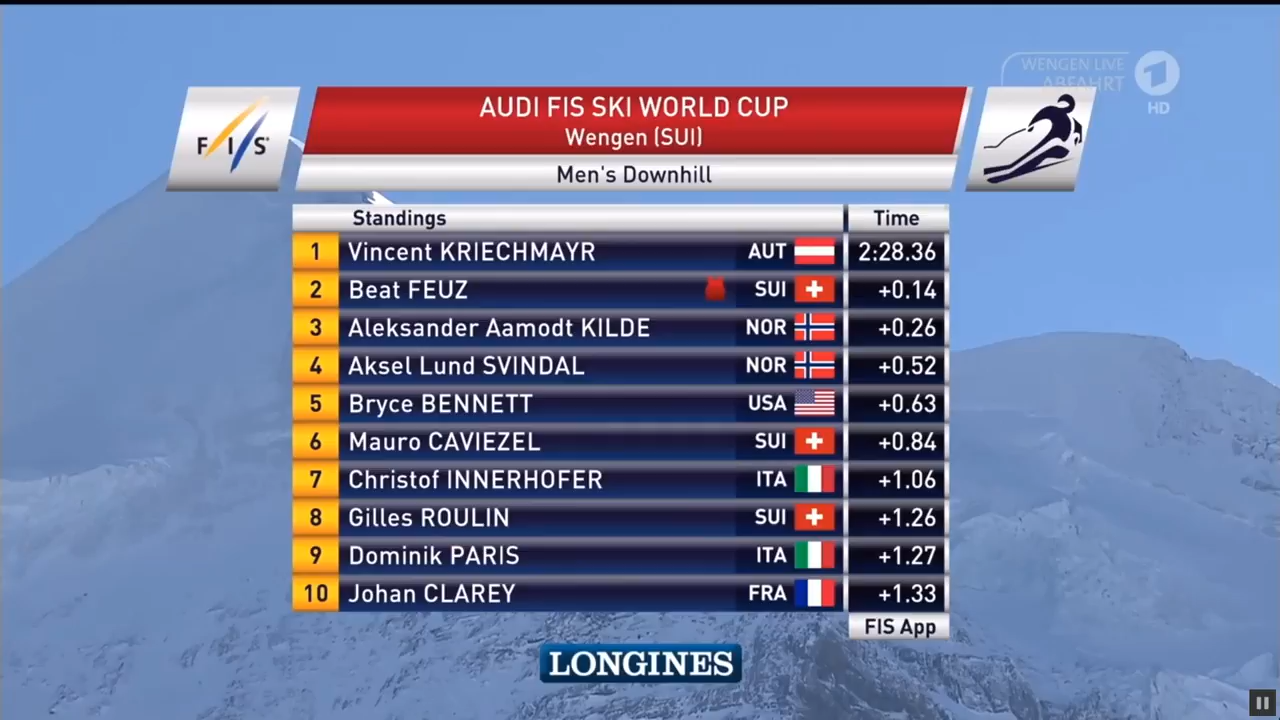 WENGEN LIVE
ABFAHRT
1
HD
FIS
AUDI FIS SKI WORLD CUP
Wengen (SUI)
Men's Downhill
Standings Time
1 Vincent KRIECHMAYR AUT 2:28.36
2 Beat FEUZ SUI +0.14
3 Aleksander Aamodt KILDE NOR +0.26
4 Aksel Lund SVINDAL NOR +0.52
5 Bryce BENNETT USA +0.63
6 Mauro CAVIEZEL SUI +0.84
7 Christof INNERHOFER ITA +1.06
8 Gilles ROULIN SUI +1.26
9 Dominik PARIS ITA +1.27
10 Johan CLAREY FRA +1.33
FIS App
LONGINES